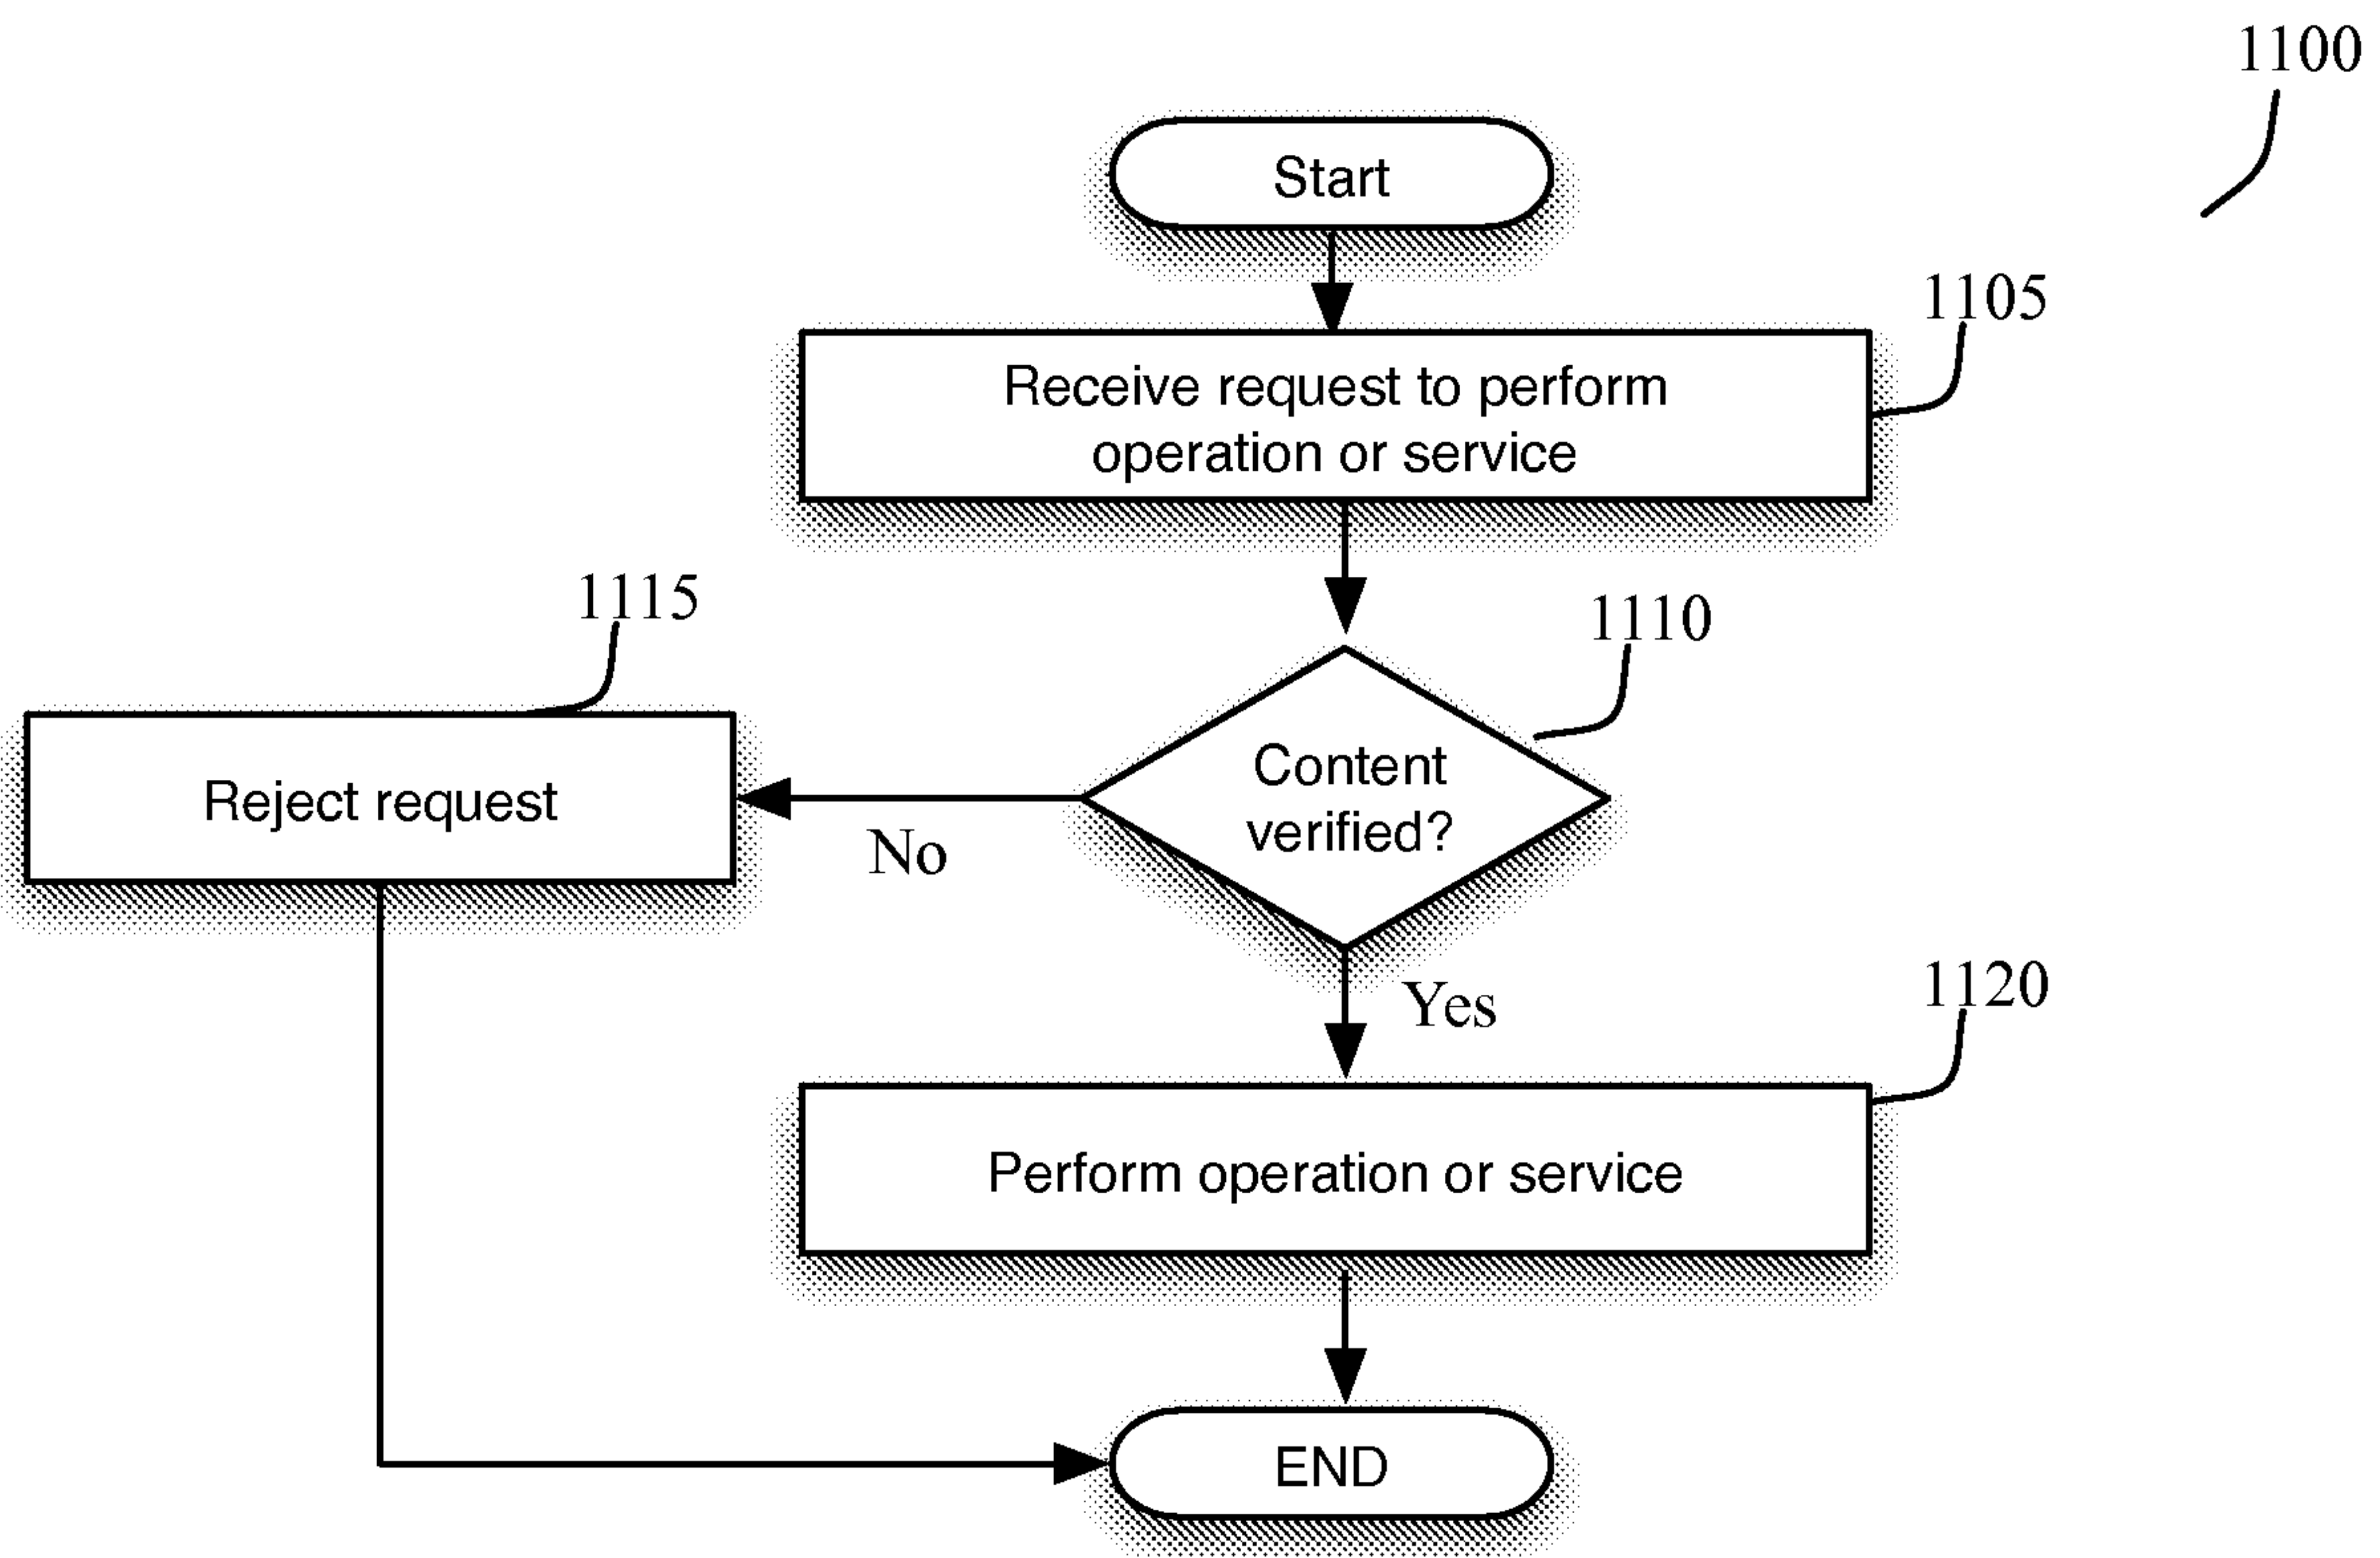 1100
Start
1105
Receive request to perform
operation or service
1115
1110
Content
verified?
Reject request
No
Yes
1120
Perform operation or service
END